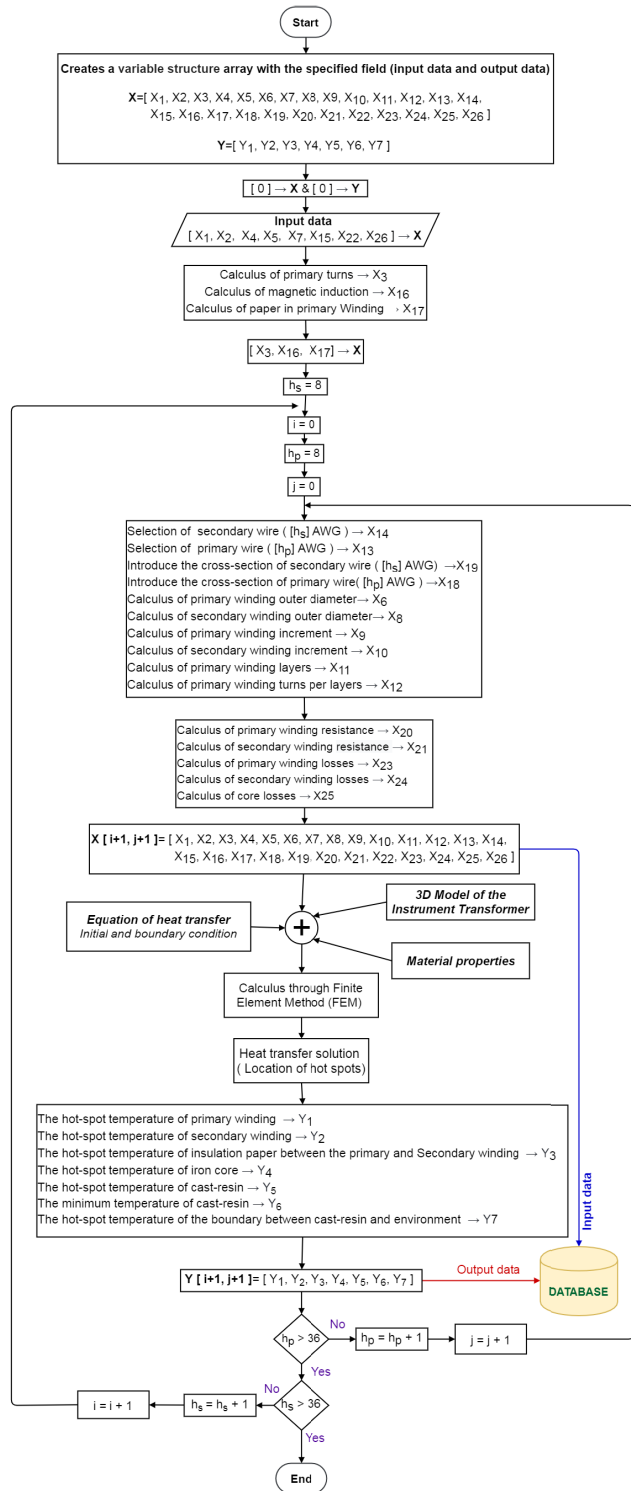 Start
Creates a variable structure array with the specified field (input data and output data)
X=[ X1, X2, X3, X4, X5, X6, X7, X8, X9, X10, X11, X12, X13, X14,
X15, X16, X17, X18, X19, X20, X21, X22, X23, X24, X25, X26 ]
Y=[ Y1, Y2, Y3, Y4, Y5, Y6, Y7 ]
[ 0 ] → X & [ 0 ] → Y
Input data
[ X1, X2, X4, X5, X7, X15, X22, X26 ] → X
Calculus of primary turns → X3
Calculus of magnetic induction → X16
Calculus of paper in primary Winding → X17
[ X3, X16, X17] → X
hs = 8
i = 0
hp = 8
j = 0
Selection of secondary wire ( [hs] AWG ) → X14
Selection of primary wire ( [hp] AWG ) → X13
Introduce the cross-section of secondary wire ( [hs] AWG) →X19
Introduce the cross-section of primary wire( [hp] AWG ) →X18
Calculus of primary winding outer diameter→ X6
Calculus of secondary winding outer diameter→ X8
Calculus of primary winding increment → X9
Calculus of secondary winding increment → X10
Calculus of primary winding layers → X11
Calculus of primary winding turns per layers → X12
Calculus of primary winding resistance → X20
Calculus of secondary winding resistance → X21
Calculus of primary winding losses → X23
Calculus of secondary winding losses → X24
Calculus of core losses → X25
X [ i+1, j+1 ]= [ X1, X2, X3, X4, X5, X6, X7, X8, X9, X10, X11, X12, X13, X14,
X15, X16, X17, X18, X19, X20, X21, X22, X23, X24, X25, X26 ]
3D Model of the
Instrument Transformer
Equation of heat transfer
Initial and boundary condition
+
Material properties
Calculus through Finite
Element Method (FEM)
Heat transfer solution
( Location of hot spots)
The hot-spot temperature of primary winding → Y1
The hot-spot temperature of secondary winding → Y2
The hot-spot temperature of insulation paper between the primary and Secondary winding → Y3
The hot-spot temperature of iron core → Y4
The hot-spot temperature of cast-resin → Y5
The minimum temperature of cast-resin → Y6
The hot-spot temperature of the boundary between cast-resin and environment → Y7
Input data
Y [ i+1, j+1 ]= [ Y1, Y2, Y3, Y4, Y5, Y6, Y7 ]
Output data
DATABASE
hp > 36
No
hp = hp + 1
j = j + 1
Yes
hs > 36
No
hs = hs + 1
i = i + 1
Yes
End